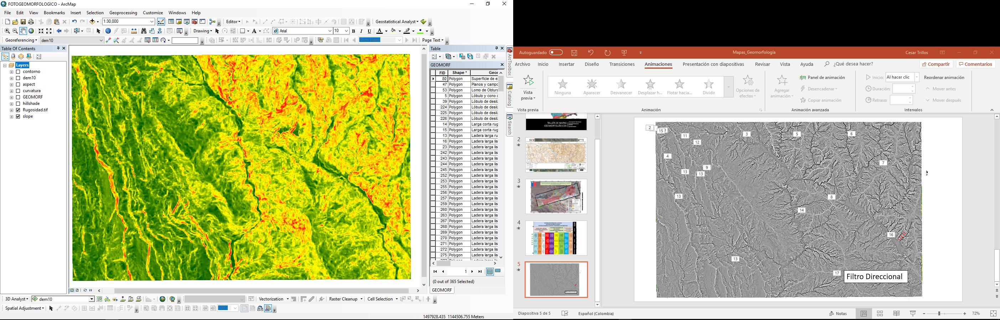 FOTOGEOMORFOLOGICO - ArcMap
File Edit View Bookmarks Insert Selection Geoprocessing Customize Windows Help
1:30,000 Editor Geostatistical Analyst
Drawing Arial 10 B I U A
Georeferencing dem10 Page Text
Table Of Contents
Layers
contorno
dem10
aspect
curvatura
GEOMORF
hillshade
Rugosidad.tif
slope
Table
GEOMORF
FID Shape * Geor
80 Polygon Superficie de e
47 Polygon Planos y campo
53 Polygon Lomo de Obtura
5 Polygon Lóbulo y cono d
39 Polygon Lóbulo de desli
224 Polygon Lóbulo de desli
225 Polygon Lóbulo de desli
226 Polygon Lóbulo de desli
14 Polygon Larga corta rug
15 Polygon Larga corta rug
13 Polygon Ladera larga ru
16 Polygon Ladera larga lis
23 Polygon Ladera larga lis
242 Polygon Ladera larga lis
243 Polygon Ladera larga lis
244 Polygon Ladera larga lis
245 Polygon Ladera larga lis
252 Polygon Ladera larga lis
253 Polygon Ladera larga lis
255 Polygon Ladera larga lis
256 Polygon Ladera larga lis
257 Polygon Ladera larga lis
259 Polygon Ladera larga lis
260 Polygon Ladera larga lis
263 Polygon Ladera larga lis
267 Polygon Ladera larga lis
268 Polygon Ladera larga lis
269 Polygon Ladera larga lis
270 Polygon Ladera larga lis
271 Polygon Ladera larga lis
272 Polygon Ladera larga lis
275 Polygon Ladera larga lis
1
(0 out of 365 Selected)
GEOMORF
ArcToolbox
Catalog
Search
3D Analyst dem10 Vectorization Raster Cleanup Cell Selection
Spatial Adjustment
1497928.435 1144506.755 Meters
Autoguardado Mapas_Geomorfología Cesar Trillos
Archivo Inicio Insertar Diseño Transiciones Animaciones Presentación con diapositivas Revisar Vista Ayuda ¿Qué desea hacer? Compartir Comentarios
Vista previa
Ninguna Aparecer Desvanecer Desplazar h... Flotar hacia... Dividir
Opciones de efectos
Agregar animación
Panel de animación
Desencadenar
Copiar animación
Inicio: Al hacer clic
Duración:
Retraso:
Reordenar animación
Mover antes
Mover después
Vista previa Animación Animación avanzada Intervalos
TALLER DE MAPAS
GEOMORFOLÓGICOS
2
3
4
5
2
15
11
12
3
5
6
4
7
13
9
13
13
8
14
16
13
17
Filtro Direccional
e
Diapositiva 5 de 5 Español (Colombia) Notas 72%